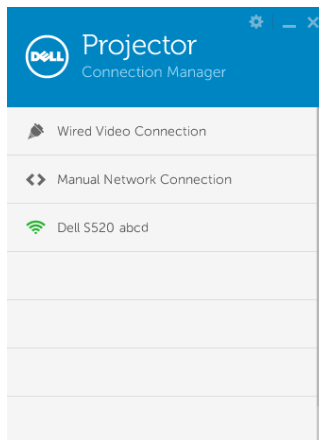 DELL
Projector
Connection Manager
Wired Video Connection
Manual Network Connection
Dell S520 abcd